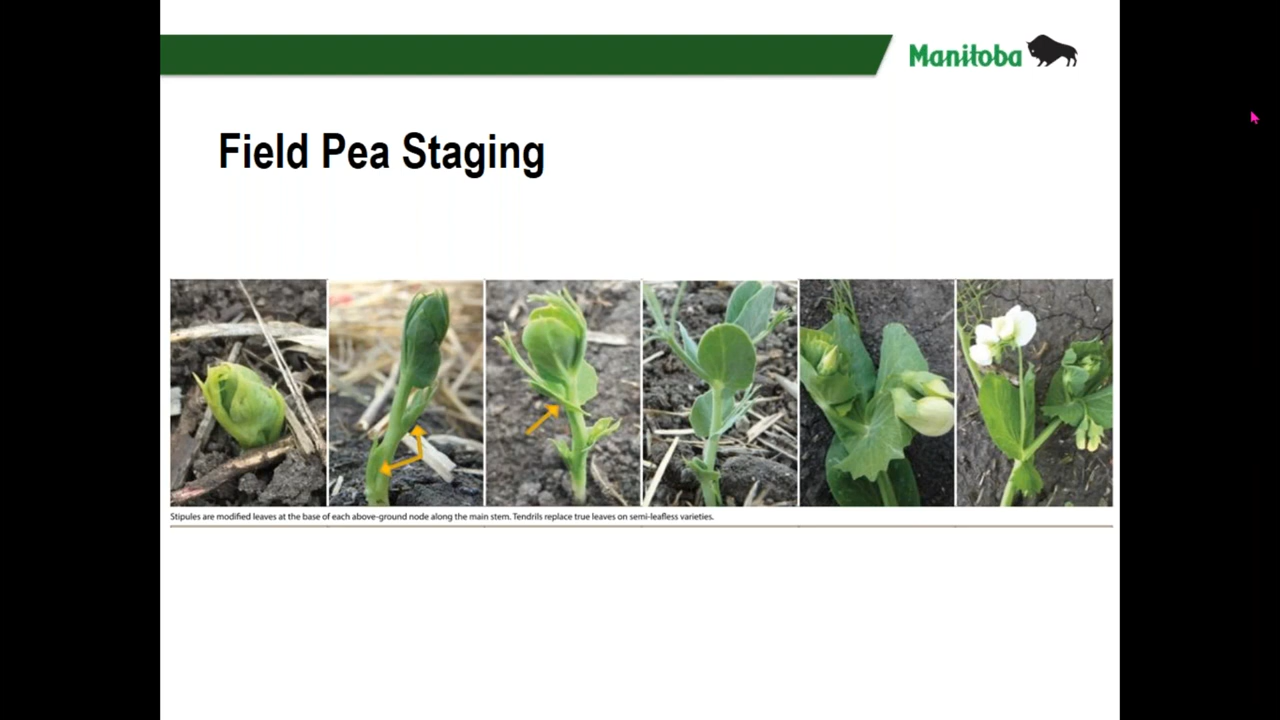 Manitoba
Field Pea Staging
Stipules are modified leaves at the base of each above-ground node along the main stem. Tendrils replace true leaves on semi-leafless varieties.